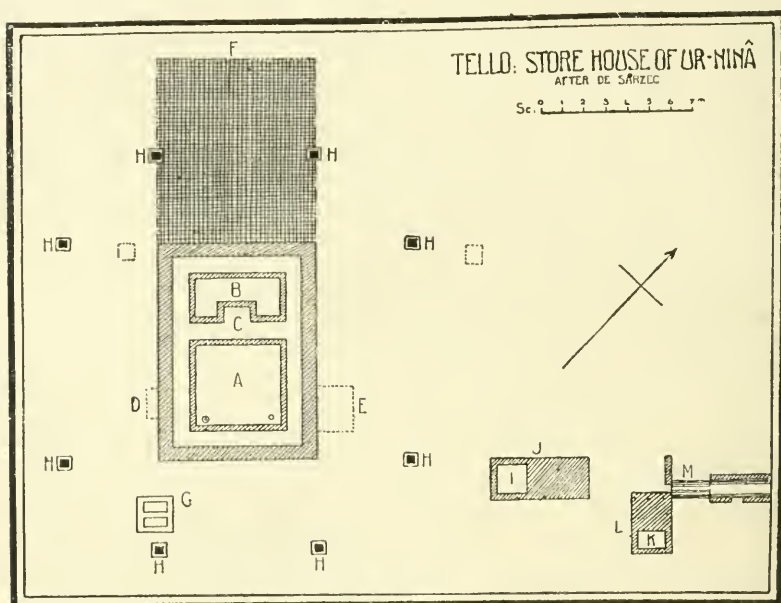 F
TELLO: STORE HOUSE OF UR-NINÂ
AFTER DE SARZEC
Sc. 0 1 2 3 4 5 6 7 m
H H
H H
B
C
A
D E
H H
J
I
M
G
L
K
H H